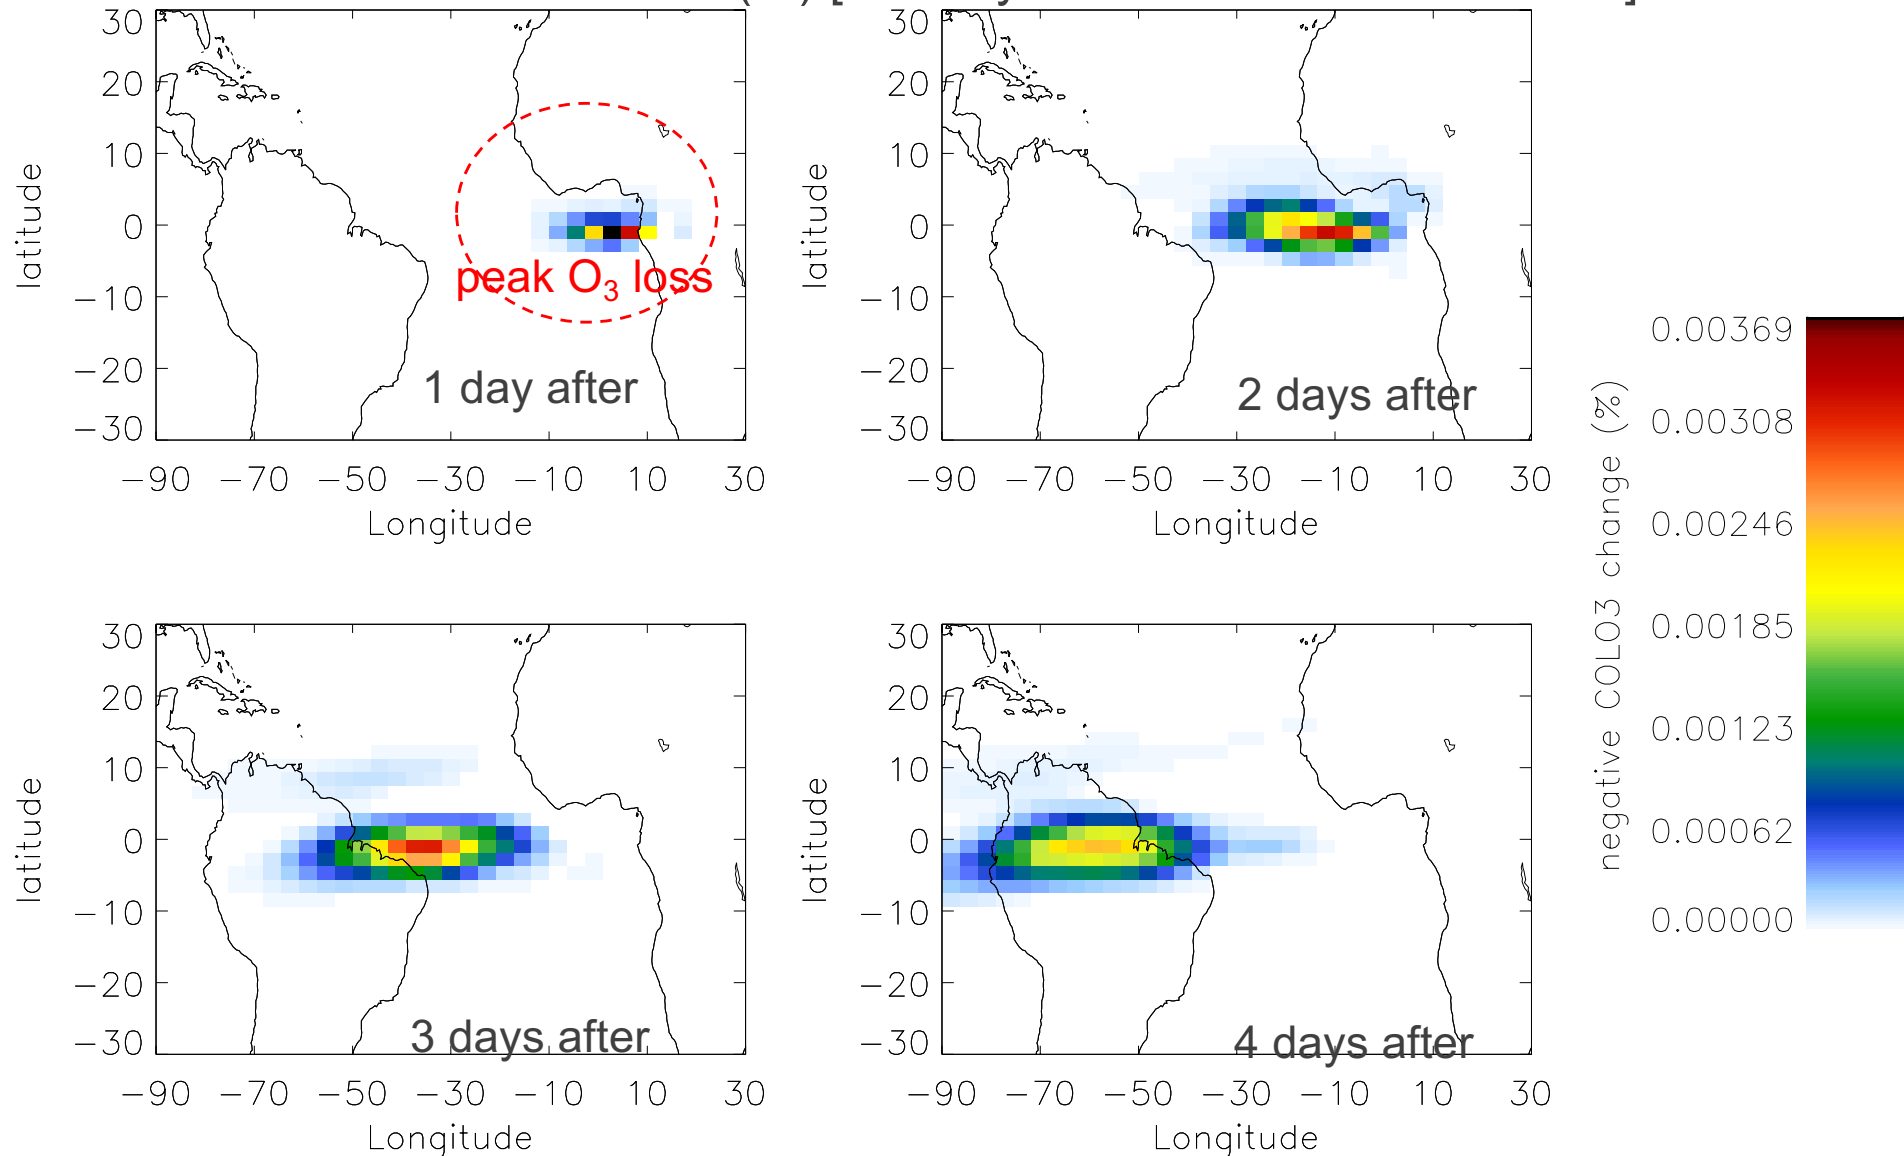 30
20
10
0
−10
−20
−30
latitude
−90 −70 −50 −30 −10 10 30
Longitude
peak O₃ loss
1 day after
30
20
10
0
−10
−20
−30
latitude
−90 −70 −50 −30 −10 10 30
Longitude
2 days after
30
20
10
0
−10
−20
−30
latitude
−90 −70 −50 −30 −10 10 30
Longitude
3 days after
30
20
10
0
−10
−20
−30
latitude
−90 −70 −50 −30 −10 10 30
Longitude
4 days after
negative COLO3 change (%)
0.00369
0.00308
0.00246
0.00185
0.00123
0.00062
0.00000